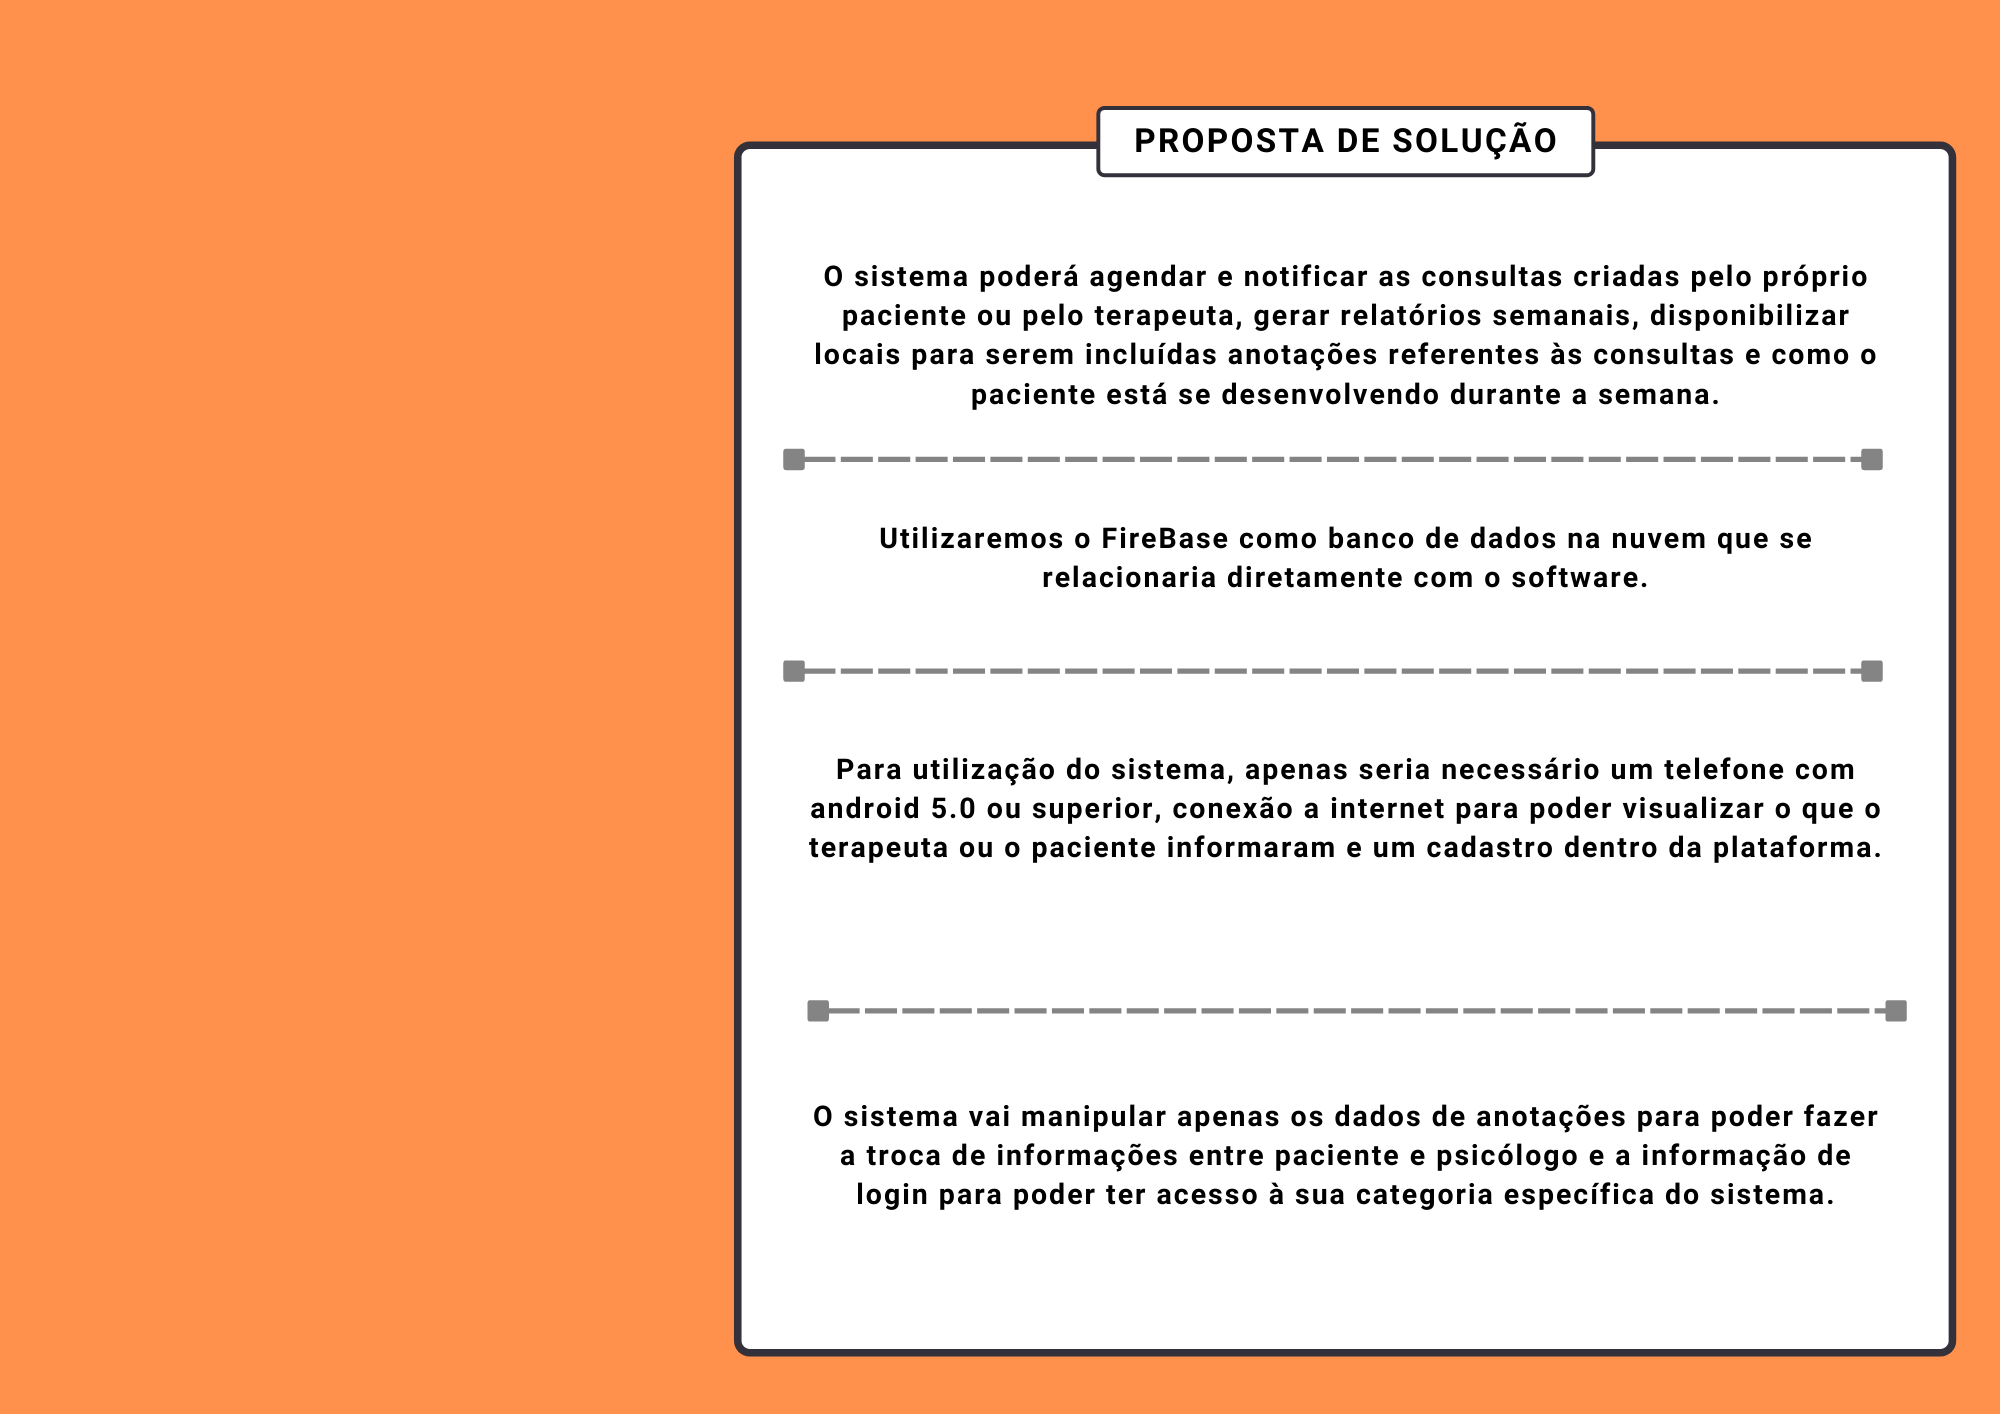 PROPOSTA DE SOLUÇÃO
O sistema poderá agendar e notificar as consultas criadas pelo próprio
paciente ou pelo terapeuta, gerar relatórios semanais, disponibilizar
locais para serem incluídas anotações referentes às consultas e como o
paciente está se desenvolvendo durante a semana.
Utilizaremos o FireBase como banco de dados na nuvem que se
relacionaria diretamente com o software.
Para utilização do sistema, apenas seria necessário um telefone com
android 5.0 ou superior, conexão a internet para poder visualizar o que o
terapeuta ou o paciente informaram e um cadastro dentro da plataforma.
O sistema vai manipular apenas os dados de anotações para poder fazer
a troca de informações entre paciente e psicólogo e a informação de
login para poder ter acesso à sua categoria específica do sistema.